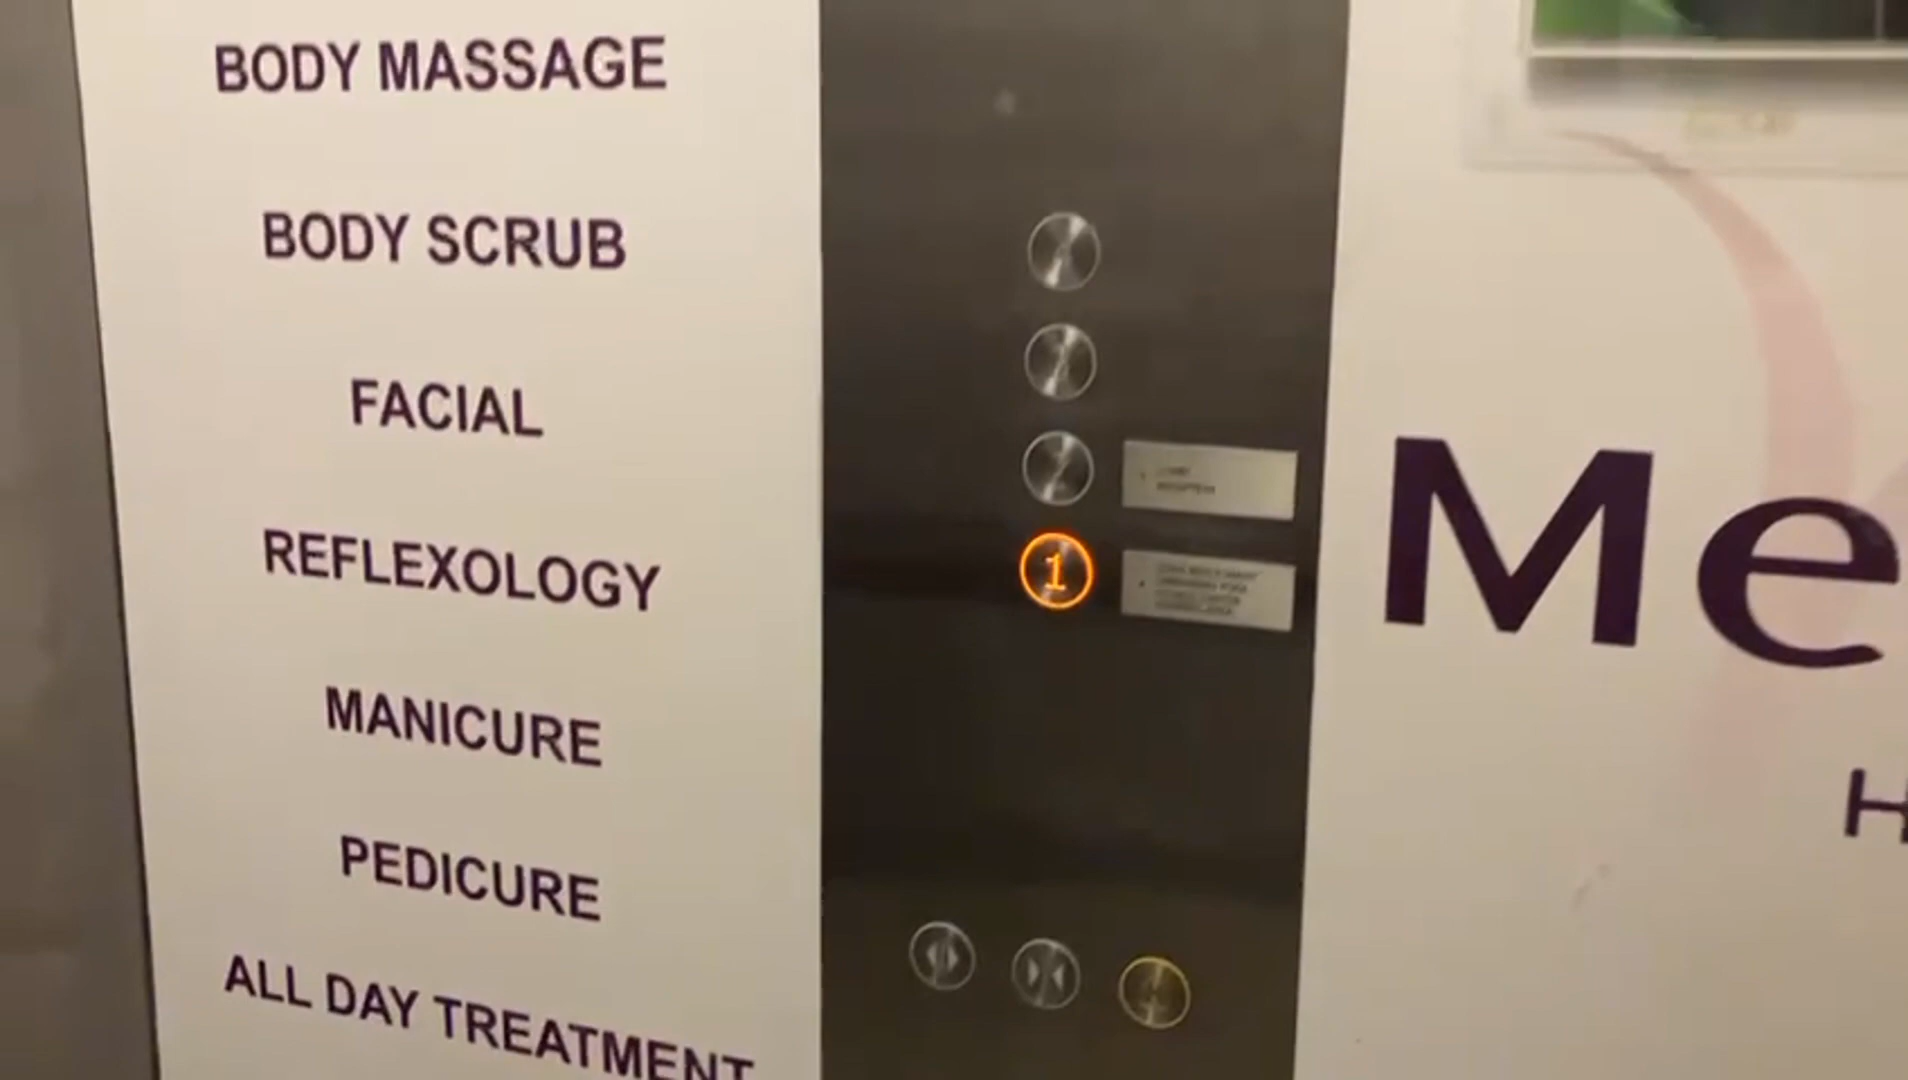 BODY MASSAGE
BODY SCRUB
FACIAL
REFLEXOLOGY
MANICURE
PEDICURE
ALL DAY TREATMENT
1
Me
H